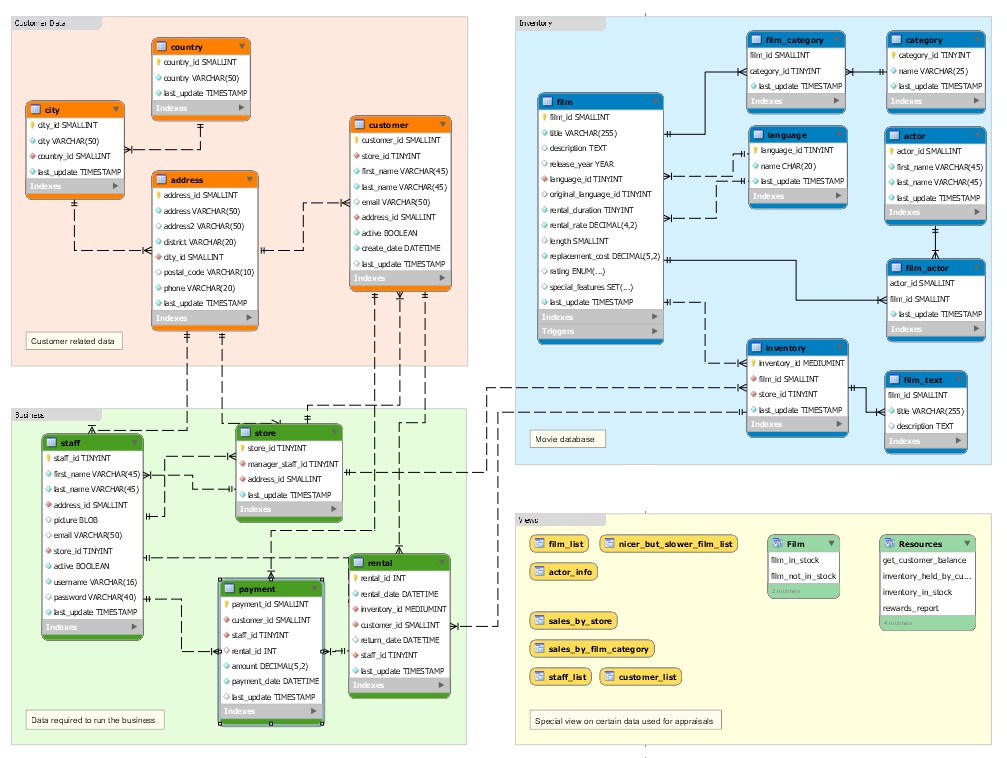 Customer Data
country
country_id SMALLINT
country VARCHAR(50)
last_update TIMESTAMP
Indexes
city
city_id SMALLINT
city VARCHAR(50)
country_id SMALLINT
last_update TIMESTAMP
Indexes
address
address_id SMALLINT
address VARCHAR(50)
address2 VARCHAR(50)
district VARCHAR(20)
city_id SMALLINT
postal_code VARCHAR(10)
phone VARCHAR(20)
last_update TIMESTAMP
Indexes
customer
customer_id SMALLINT
store_id TINYINT
first_name VARCHAR(45)
last_name VARCHAR(45)
email VARCHAR(50)
address_id SMALLINT
active BOOLEAN
create_date DATETIME
last_update TIMESTAMP
Indexes
Customer related data
Inventory
film
film_id SMALLINT
title VARCHAR(255)
description TEXT
release_year YEAR
language_id TINYINT
original_language_id TINYINT
rental_duration TINYINT
rental_rate DECIMAL(4,2)
length SMALLINT
replacement_cost DECIMAL(5,2)
rating ENUM(...)
special_features SET(...)
last_update TIMESTAMP
Indexes
Triggers
film_category
film_id SMALLINT
category_id TINYINT
last_update TIMESTAMP
Indexes
category
category_id TINYINT
name VARCHAR(25)
last_update TIMESTAMP
Indexes
language
language_id TINYINT
name CHAR(20)
last_update TIMESTAMP
Indexes
actor
actor_id SMALLINT
first_name VARCHAR(45)
last_name VARCHAR(45)
last_update TIMESTAMP
Indexes
film_actor
actor_id SMALLINT
film_id SMALLINT
last_update TIMESTAMP
Indexes
inventory
inventory_id MEDIUMINT
film_id SMALLINT
store_id TINYINT
last_update TIMESTAMP
Indexes
film_text
film_id SMALLINT
title VARCHAR(255)
description TEXT
Indexes
Movie database
Business
staff
staff_id TINYINT
first_name VARCHAR(45)
last_name VARCHAR(45)
address_id SMALLINT
picture BLOB
email VARCHAR(50)
store_id TINYINT
active BOOLEAN
username VARCHAR(16)
password VARCHAR(40)
last_update TIMESTAMP
Indexes
store
store_id TINYINT
manager_staff_id TINYINT
address_id SMALLINT
last_update TIMESTAMP
Indexes
payment
payment_id SMALLINT
customer_id SMALLINT
staff_id TINYINT
rental_id INT
amount DECIMAL(5,2)
payment_date DATETIME
last_update TIMESTAMP
Indexes
rental
rental_id INT
rental_date DATETIME
inventory_id MEDIUMINT
customer_id SMALLINT
return_date DATETIME
staff_id TINYINT
last_update TIMESTAMP
Indexes
Data required to run the business
Views
film_list
nicer_but_slower_film_list
actor_info
sales_by_store
sales_by_film_category
staff_list
customer_list
Film
film_in_stock
film_not_in_stock
2 routines
Resources
get_customer_balance
inventory_held_by_cu...
inventory_in_stock
rewards_report
4 routines
Special view on certain data used for appraisals